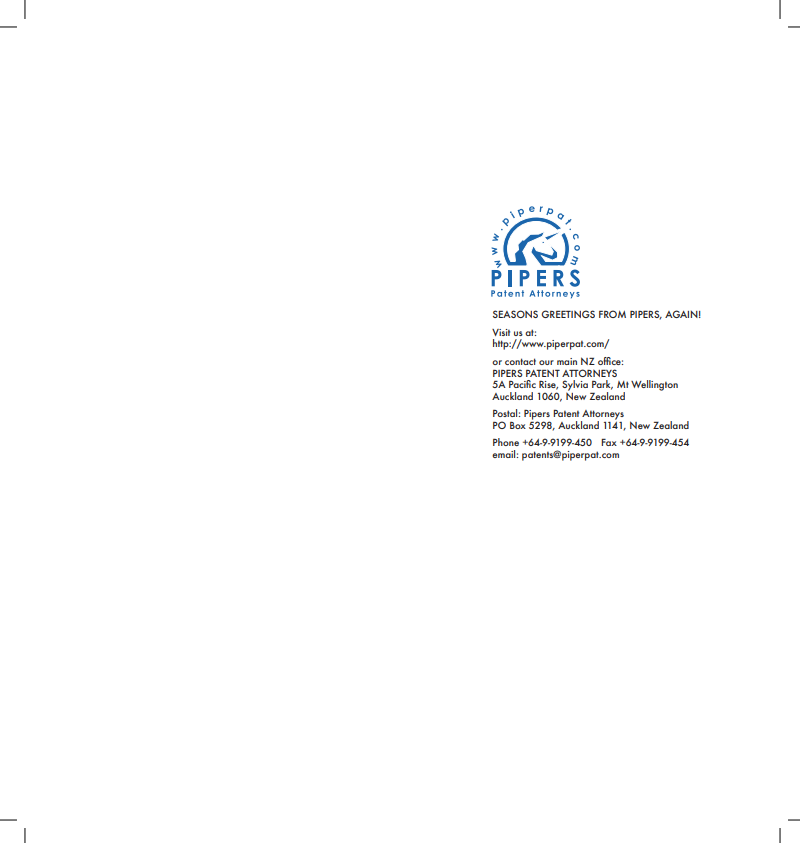 www.piperpat.com
PIPERS
Patent Attorneys
SEASONS GREETINGS FROM PIPERS, AGAIN!
Visit us at:
http://www.piperpat.com/
or contact our main NZ office:
PIPERS PATENT ATTORNEYS
5A Pacific Rise, Sylvia Park, Mt Wellington
Auckland 1060, New Zealand
Postal: Pipers Patent Attorneys
PO Box 5298, Auckland 1141, New Zealand
Phone +64-9-9199-450 Fax +64-9-9199-454
email: patents@piperpat.com